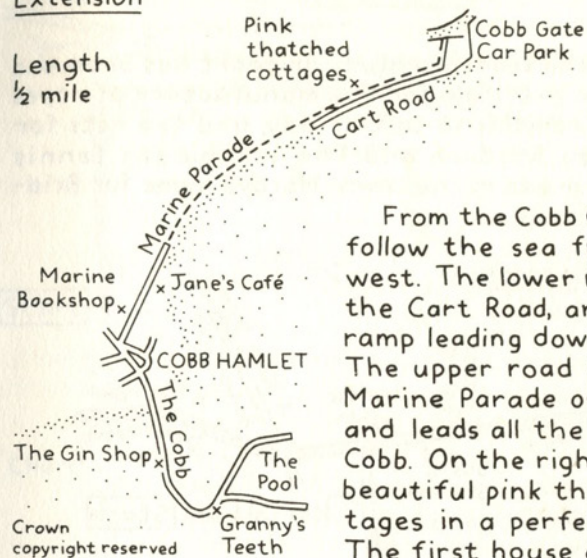 Extension
Length
½ mile
Pink
thatched
cottages
Cobb Gate
Car Park
Cart Road
Marine Parade
Marine
Bookshop
Jane's Café
COBB HAMLET
The Cobb
The Gin Shop
The
Pool
Granny's
Teeth
Crown
copyright reserved
From the Cobb
follow the sea
west. The lower
the Cart Road, an
ramp leading dow
The upper road
Marine Parade o
and leads all the
Cobb. On the righ
beautiful pink th
tages in a perfe
The first house